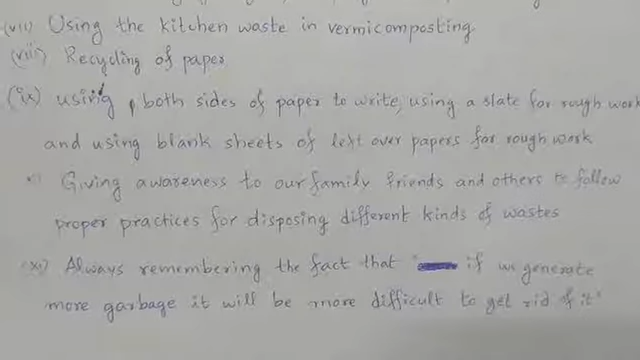 (vii) Using the kitchen waste in vermicomposting
(viii) Recycling of paper
(ix) using both sides of paper to write, using a slate for rough work
and using blank sheets of left over papers for rough work
x) Giving awareness to our family friends and others to follow
proper practices for disposing different kinds of wastes
(xi) Always remembering the fact that "if we generate
more garbage it will be more difficult to get rid of it"